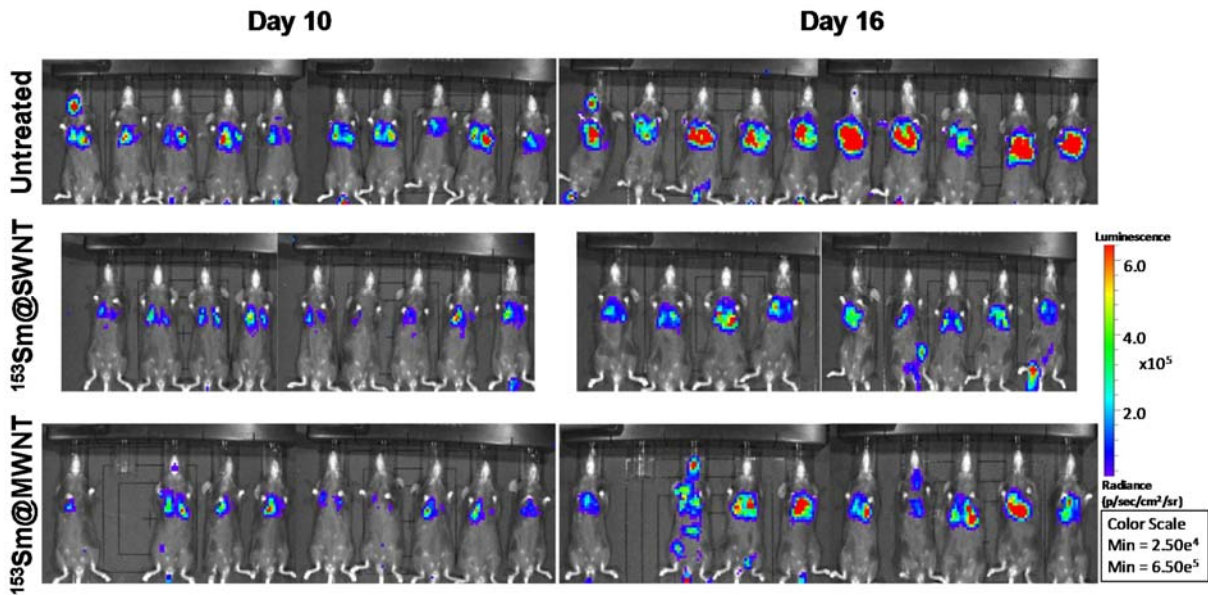 Day 10
Day 16
Untreated
¹⁵³Sm@SWNT
¹⁵³Sm@MWNT
Luminescence
6.0
4.0
x10⁵
2.0
Radiance
(p/sec/cm²/sr)
Color Scale
Min = 2.50e⁴
Min = 6.50e⁵